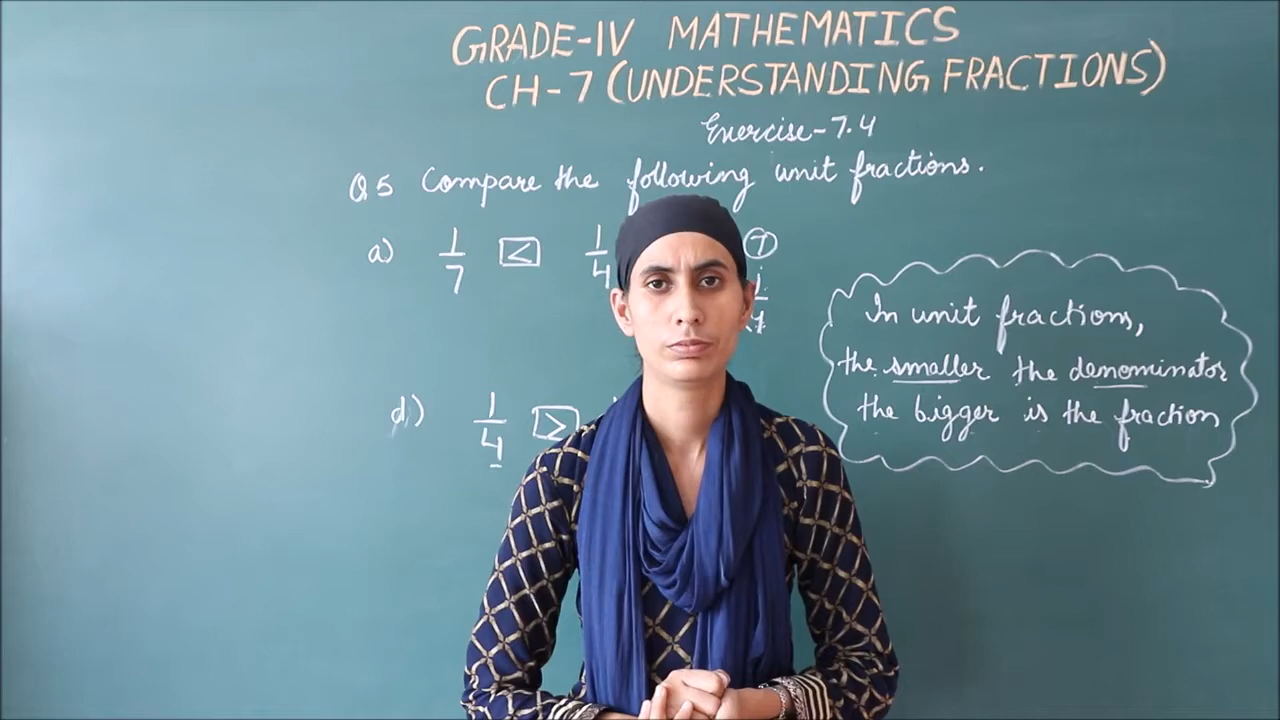 GRADE-IV MATHEMATICS
CH-7 (UNDERSTANDING FRACTIONS)
Exercise-7.4
Q5 Compare the following unit fractions.
a) 1/7 < 1/4
In unit fractions,
the smaller the denominator
the bigger is the fraction
d) 1/4 >